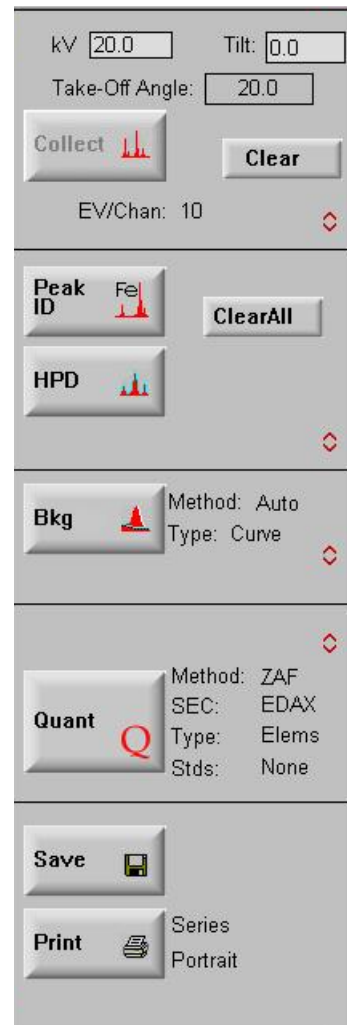 kV 20.0 Tilt: 0.0
Take-Off Angle: 20.0
Collect Clear
EV/Chan: 10
Peak ID Fe ClearAll
HPD
Bkg Method: Auto
Type: Curve
Quant Q Method: ZAF
SEC: EDAX
Type: Elems
Stds: None
Save
Print Series
Portrait